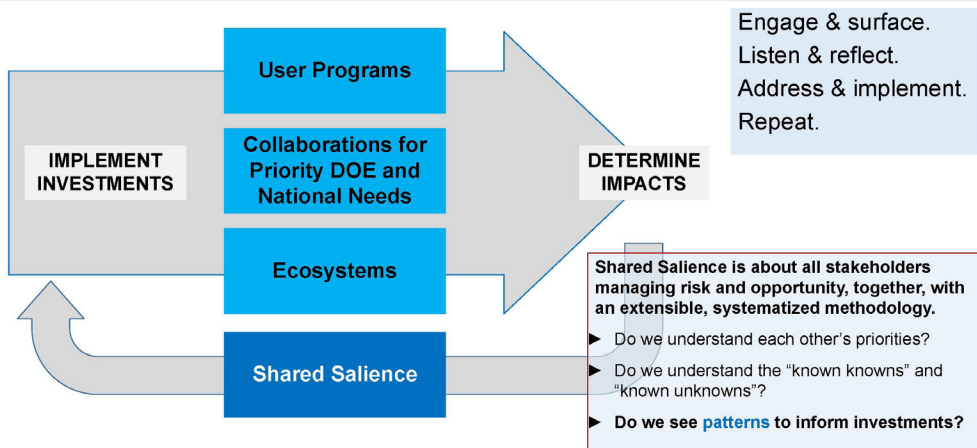 Engage & surface.
Listen & reflect.
Address & implement.
Repeat.
User Programs
IMPLEMENT
INVESTMENTS
Collaborations for
Priority DOE and
National Needs
DETERMINE
IMPACTS
Ecosystems
Shared Salience
Shared Salience is about all stakeholders
managing risk and opportunity, together, with
an extensible, systematized methodology.
► Do we understand each other’s priorities?
► Do we understand the “known knowns” and
“known unknowns”?
► Do we see patterns to inform investments?